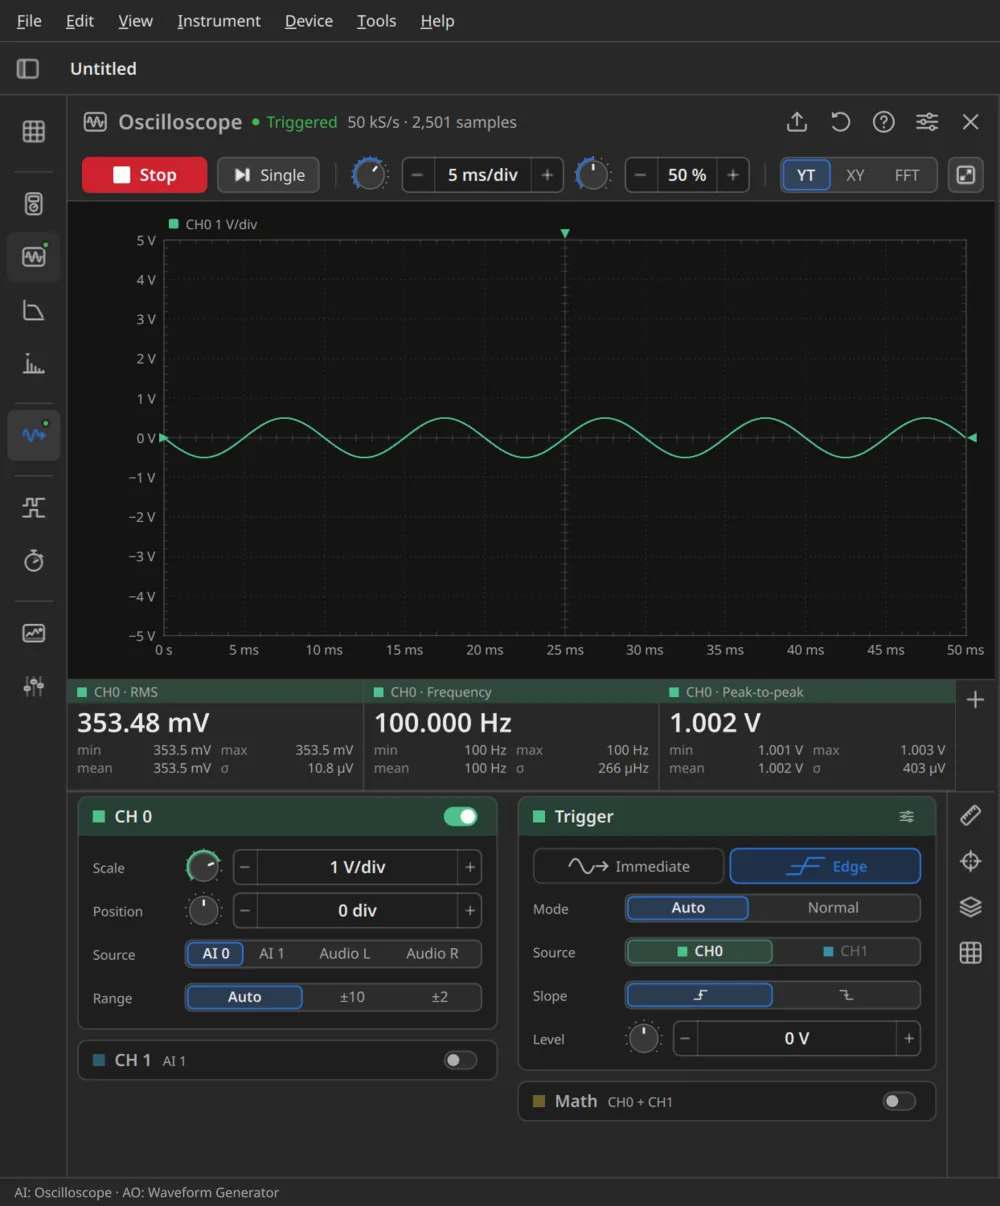 File Edit View Instrument Device Tools Help
Untitled
Oscilloscope Triggered 50 kS/s · 2,501 samples
Stop Single − 5 ms/div + − 50 % + YT XY FFT
CH0 1 V/div
5 V
4 V
3 V
2 V
1 V
0 V
−1 V
−2 V
−3 V
−4 V
−5 V
0 s 5 ms 10 ms 15 ms 20 ms 25 ms 30 ms 35 ms 40 ms 45 ms 50 ms
CH0 · RMS CH0 · Frequency CH0 · Peak-to-peak
353.48 mV 100.000 Hz 1.002 V
min 353.5 mV max 353.5 mV min 100 Hz max 100 Hz min 1.001 V max 1.003 V
mean 353.5 mV σ 10.8 µV mean 100 Hz σ 266 µHz mean 1.002 V σ 403 µV
CH 0
Scale − 1 V/div +
Position − 0 div +
Source AI 0 AI 1 Audio L Audio R
Range Auto ±10 ±2
CH 1 AI 1
Trigger
Immediate Edge
Mode Auto Normal
Source CH0 CH1
Slope
Level − 0 V +
Math CH0 + CH1
AI: Oscilloscope · AO: Waveform Generator